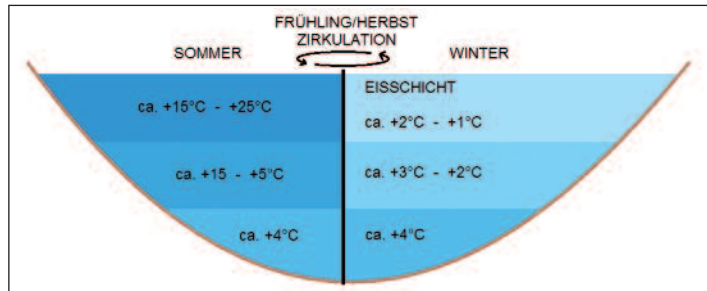 FRÜHLING/HERBST
ZIRKULATION
SOMMER
WINTER
EISSCHICHT
ca. +15°C - +25°C
ca. +2°C - +1°C
ca. +15 - +5°C
ca. +3°C - +2°C
ca. +4°C
ca. +4°C